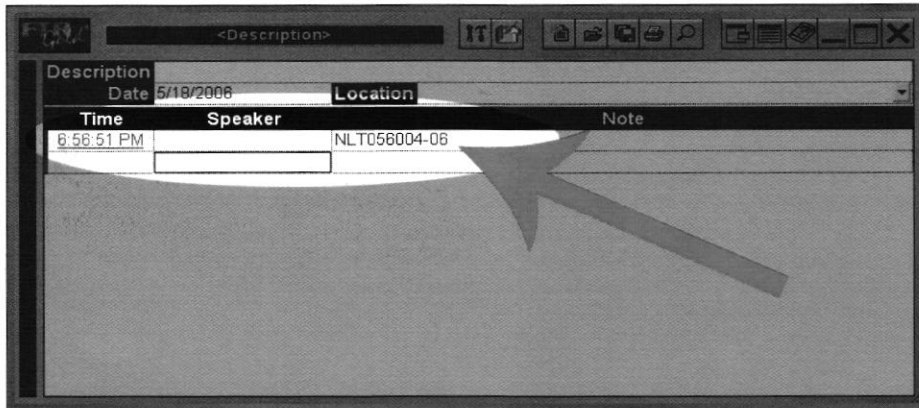 <Description>
Description
Date 5/18/2006 Location
Time Speaker Note
6:56:51 PM NLT056004-06